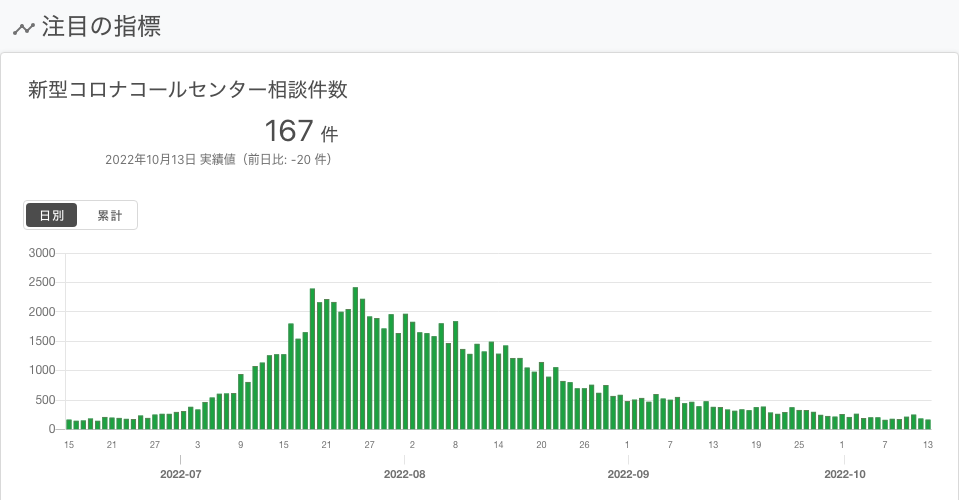 注目の指標
新型コロナコールセンター相談件数
167 件
2022年10月13日 実績値（前日比: -20 件）
日別 累計
3000
2500
2000
1500
1000
500
0
15 21 27 3 9 15 21 27 2 8 14 20 26 1 7 13 19 25 1 7 13
2022-07 2022-08 2022-09 2022-10